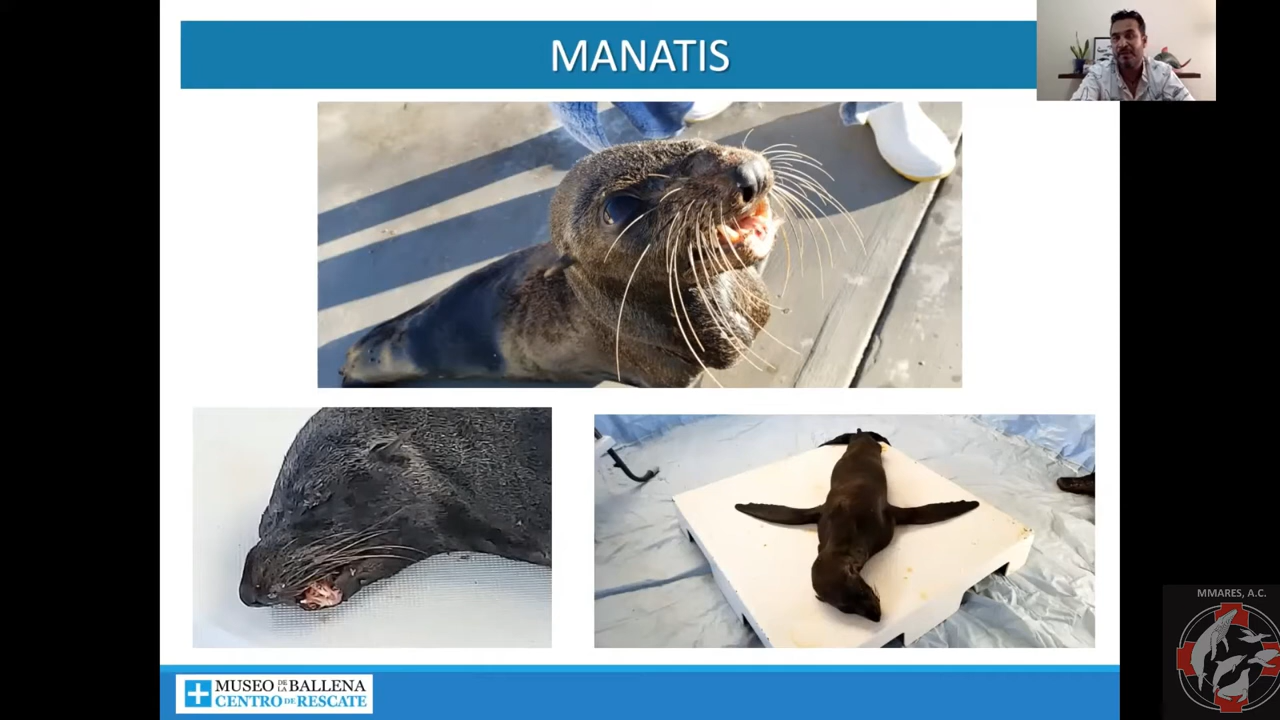 MANATIS
MUSEO DE LA BALLENA
CENTRO DE RESCATE
MMARES, A.C.